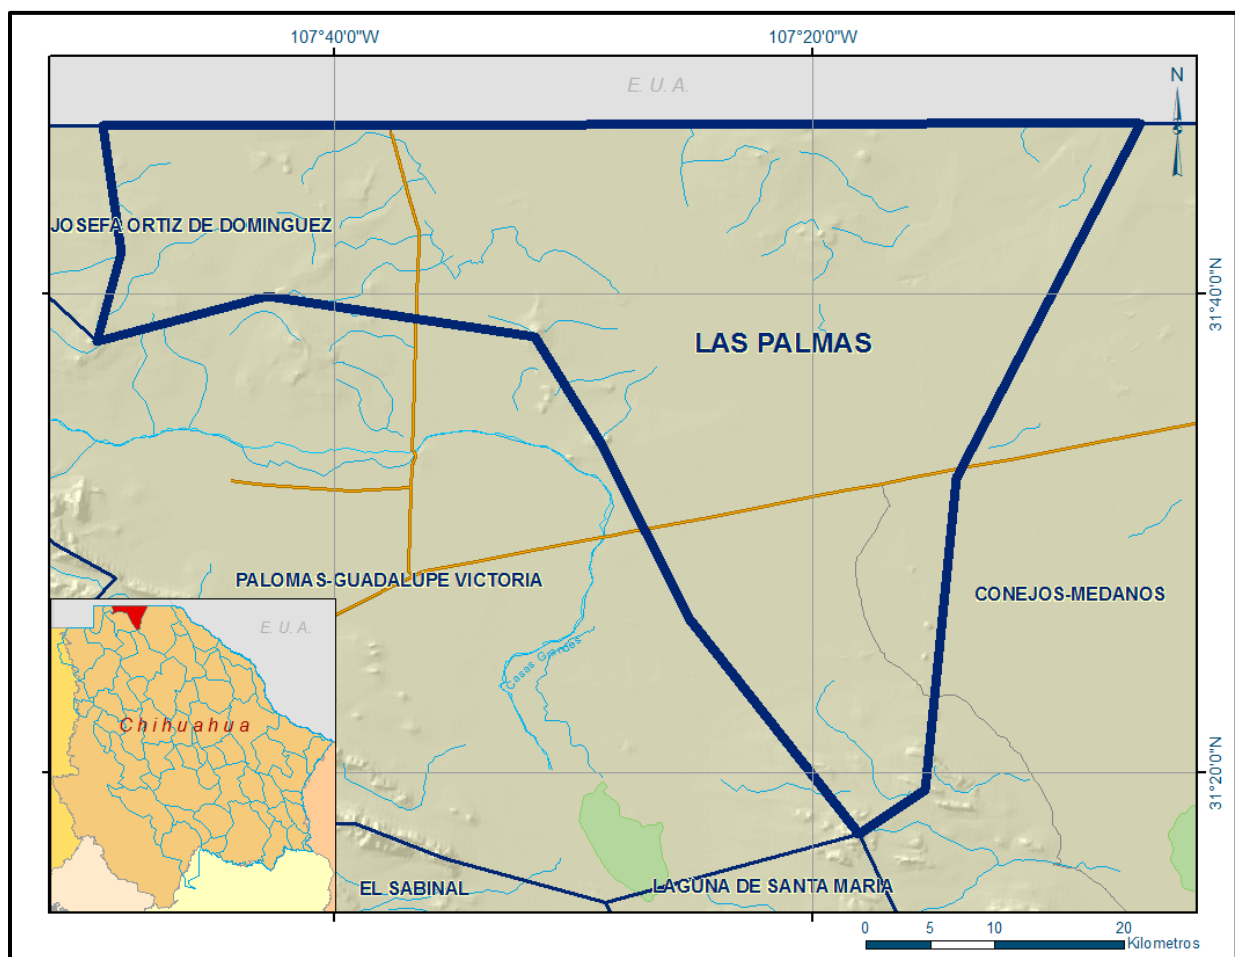 107°40'0"W
107°20'0"W
E. U. A.
N
JOSEFA ORTIZ DE DOMINGUEZ
31°40'0"N
LAS PALMAS
PALOMAS-GUADALUPE VICTORIA
CONEJOS-MEDANOS
E. U. A.
Casas Grandes
Chihuahua
31°20'0"N
EL SABINAL
LAGUNA DE SANTA MARIA
0 5 10 20
Kilometros